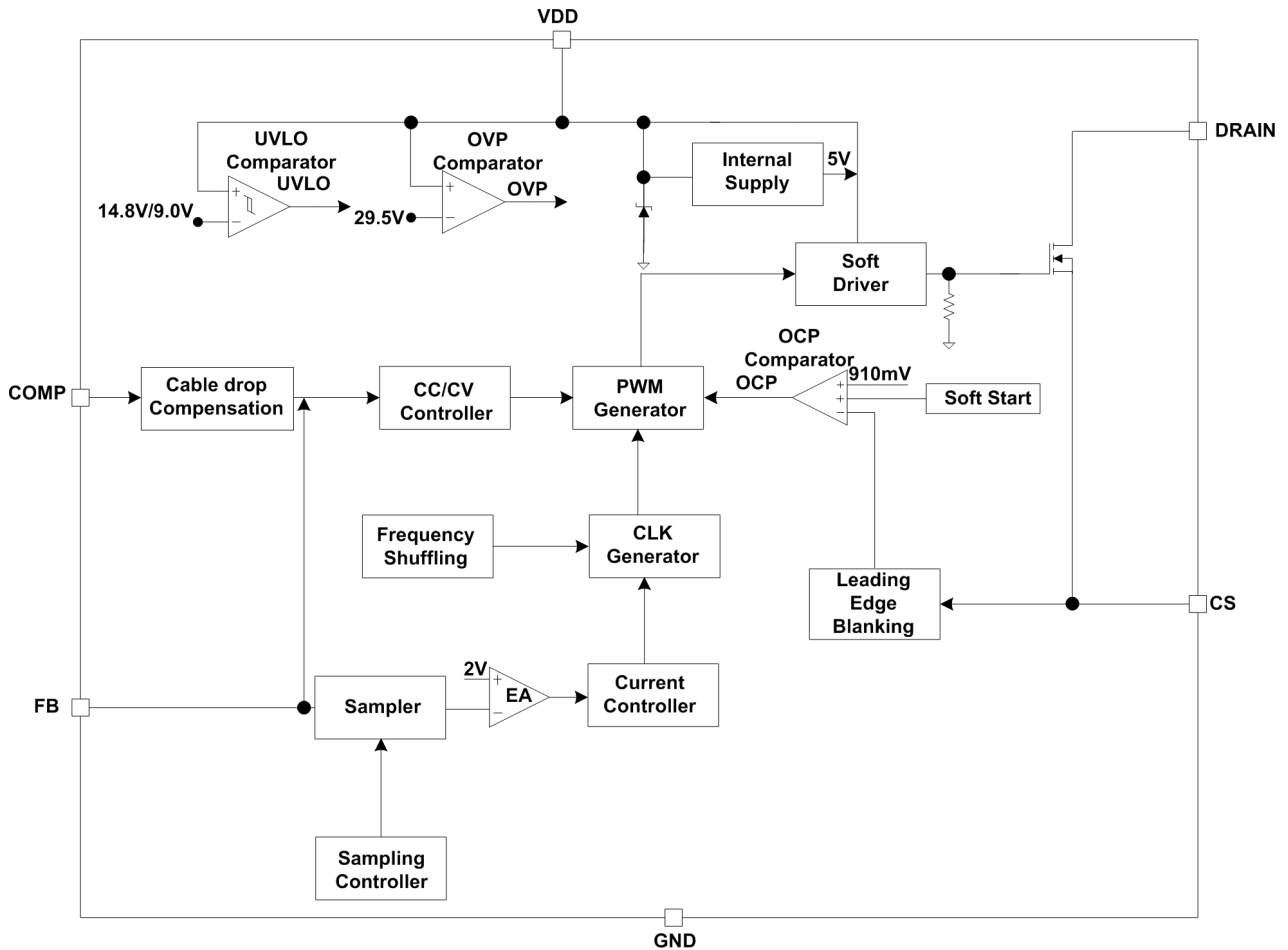 VDD
DRAIN
UVLO
Comparator
UVLO
14.8V/9.0V
+
−
OVP
Comparator
OVP
29.5V
+
−
Internal
Supply
5V
Soft
Driver
COMP
Cable drop
Compensation
CC/CV
Controller
PWM
Generator
OCP
Comparator
OCP
910mV
+
+
−
Soft Start
Frequency
Shuffling
CLK
Generator
Leading
Edge
Blanking
CS
FB
Sampler
2V
+
−
EA
Current
Controller
Sampling
Controller
GND